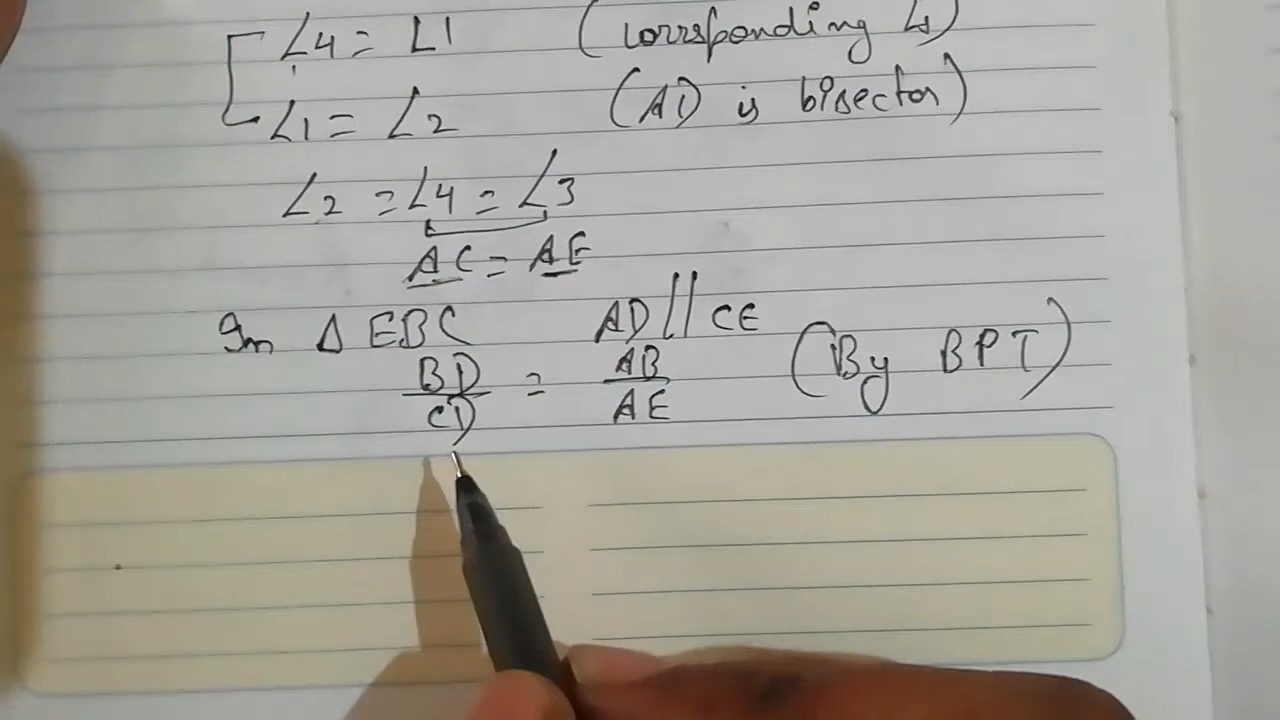 ∠4 = ∠1 (Corrsponding ∠s)
∠1 = ∠2 (AD is bisector)
∠2 = ∠4 = ∠3
AC = AE
In Δ EBC AD // CE
BD/CD = AB/AE (By BPT)